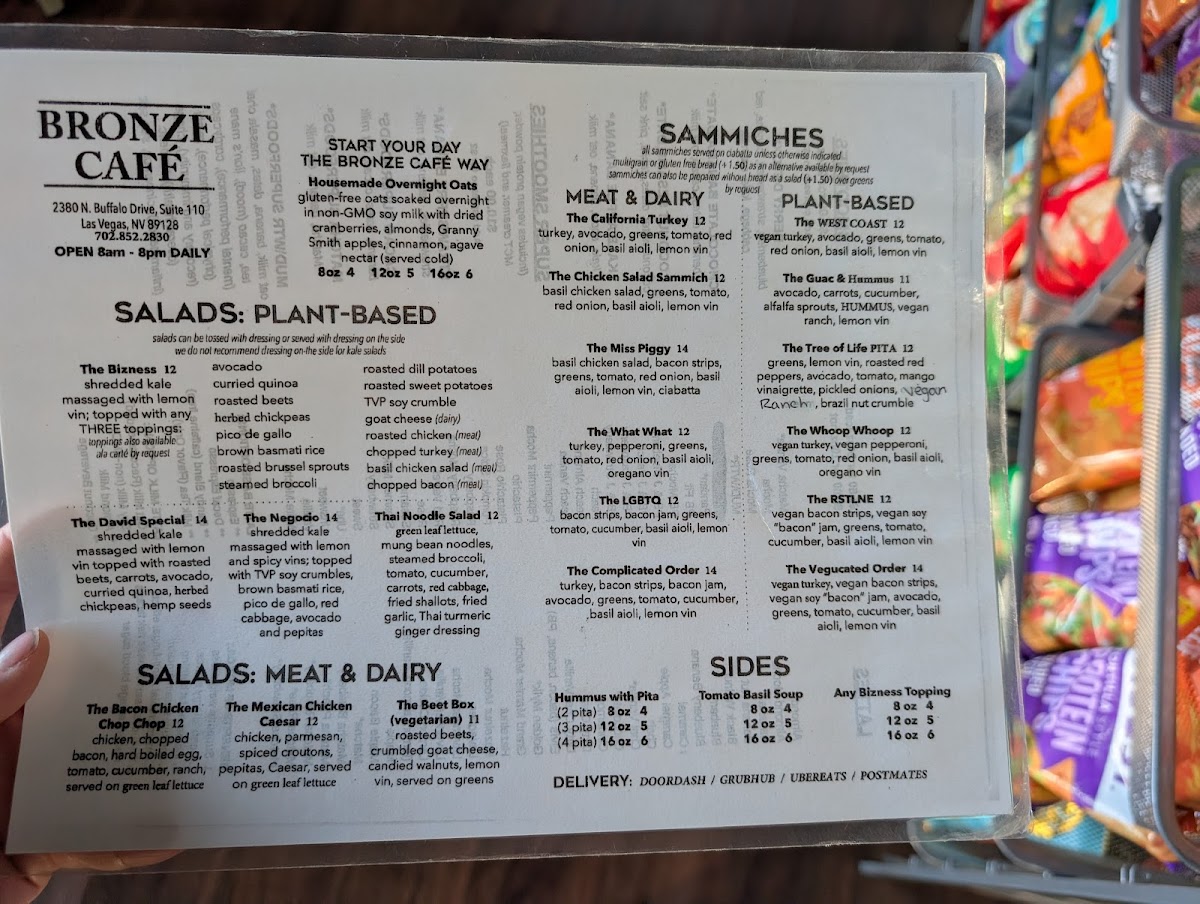 BRONZE
CAFÉ
2380 N. Buffalo Drive, Suite 110
Las Vegas, NV 89128
702.852.2830
OPEN 8am - 8pm DAILY
START YOUR DAY
THE BRONZE CAFÉ WAY
Housemade Overnight Oats
gluten-free oats soaked overnight
in non-GMO soy milk with dried
cranberries, almonds, Granny
Smith apples, cinnamon, agave
nectar (served cold)
8oz 4 12oz 5 16oz 6
SALADS: PLANT-BASED
salads can be tossed with dressing or served with dressing on the side
we do not recommend dressing on-the side for kale salads
The Bizness 12
shredded kale
massaged with lemon
vin; topped with any
THREE toppings:
toppings also available
ala carté by request
avocado
curried quinoa
roasted beets
herbed chickpeas
pico de gallo
brown basmati rice
roasted brussel sprouts
steamed broccoli
roasted dill potatoes
roasted sweet potatoes
TVP soy crumble
goat cheese (dairy)
roasted chicken (meat)
chopped turkey (meat)
basil chicken salad (meat)
chopped bacon (meat)
The David Special 14
shredded kale
massaged with lemon
vin topped with roasted
beets, carrots, avocado,
curried quinoa, herbed
chickpeas, hemp seeds
The Negocio 14
shredded kale
massaged with lemon
and spicy vins; topped
with TVP soy crumbles,
brown basmati rice,
pico de gallo, red
cabbage, avocado
and pepitas
Thai Noodle Salad 12
green leaf lettuce,
mung bean noodles,
steamed broccoli,
tomato, cucumber,
carrots, red cabbage,
fried shallots, fried
garlic, Thai turmeric
ginger dressing
SALADS: MEAT & DAIRY
The Bacon Chicken
Chop Chop 12
chicken, chopped
bacon, hard boiled egg,
tomato, cucumber, ranch,
served on green leaf lettuce
The Mexican Chicken
Caesar 12
chicken, parmesan,
spiced croutons,
pepitas, Caesar, served
on green leaf lettuce
The Beet Box
(vegetarian) 11
roasted beets,
crumbled goat cheese,
candied walnuts, lemon
vin, served on greens
SAMMICHES
all sammiches served on ciabatta unless otherwise indicated
multigrain or gluten free bread (+1.50) as an alternative available by request
sammiches can also be prepared without bread as a salad (+1.50) over greens
by request
MEAT & DAIRY
The California Turkey 12
turkey, avocado, greens, tomato, red
onion, basil aioli, lemon vin
The Chicken Salad Sammich 12
basil chicken salad, greens, tomato,
red onion, basil aioli, lemon vin
The Miss Piggy 14
basil chicken salad, bacon strips,
greens, tomato, red onion, basil
aioli, lemon vin, ciabatta
The What What 12
turkey, pepperoni, greens,
tomato, red onion, basil aioli,
oregano vin
The LGBTQ 12
bacon strips, bacon jam, greens,
tomato, cucumber, basil aioli, lemon
vin
The Complicated Order 14
turkey, bacon strips, bacon jam,
avocado, greens, tomato, cucumber,
basil aioli, lemon vin
PLANT-BASED
The WEST COAST 12
vegan turkey, avocado, greens, tomato,
red onion, basil aioli, lemon vin
The Guac & Hummus 11
avocado, carrots, cucumber,
alfalfa sprouts, HUMMUS, vegan
ranch, lemon vin
The Tree of Life PITA 12
greens, lemon vin, roasted red
peppers, avocado, tomato, mango
vinaigrette, pickled onions, vegan
Ranch, brazil nut crumble
The Whoop Whoop 12
vegan turkey, vegan pepperoni,
greens, tomato, red onion, basil aioli,
oregano vin
The RSTLNE 12
vegan bacon strips, vegan soy
"bacon" jam, greens, tomato,
cucumber, basil aioli, lemon vin
The Vegucated Order 14
vegan turkey, vegan bacon strips,
vegan soy "bacon" jam, avocado,
greens, tomato, cucumber, basil
aioli, lemon vin
SIDES
Hummus with Pita
(2 pita) 8 oz 4
(3 pita) 12 oz 5
(4 pita) 16 oz 6
Tomato Basil Soup
8 oz 4
12 oz 5
16 oz 6
Any Bizness Topping
8 oz 4
12 oz 5
16 oz 6
DELIVERY: DOORDASH / GRUBHUB / UBEREATS / POSTMATES
PROTEIN